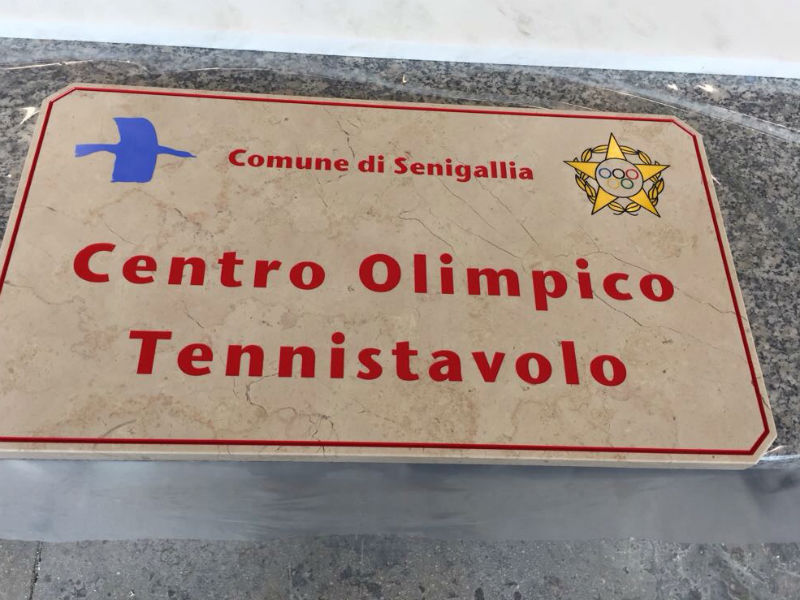 Comune di Senigallia
Centro Olimpico
Tennistavolo